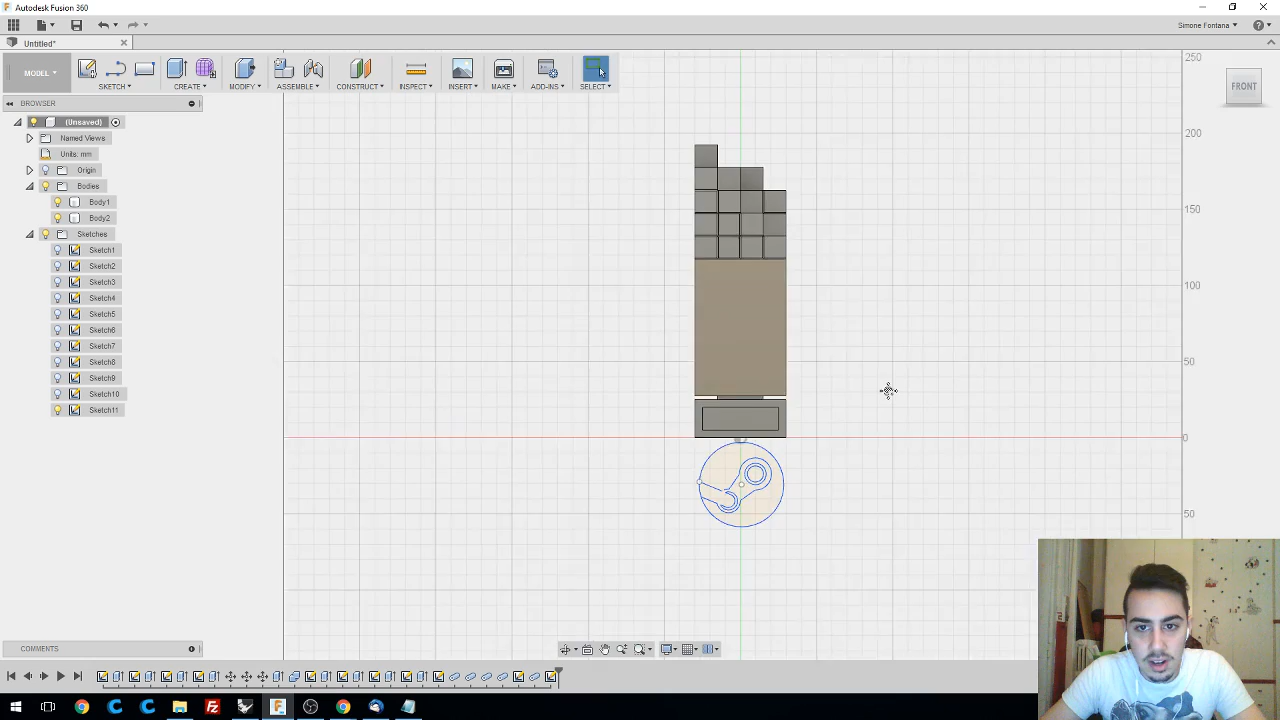 Autodesk Fusion 360
Simone Fontana
Untitled*
MODEL
SKETCH
CREATE
MODIFY
ASSEMBLE
CONSTRUCT
INSPECT
INSERT
MAKE
ADD-INS
SELECT
FRONT
BROWSER
(Unsaved)
Named Views
Units: mm
Origin
Bodies
Body1
Body2
Sketches
Sketch1
Sketch2
Sketch3
Sketch4
Sketch5
Sketch6
Sketch7
Sketch8
Sketch9
Sketch10
Sketch11
250
200
150
100
50
0
50
COMMENTS